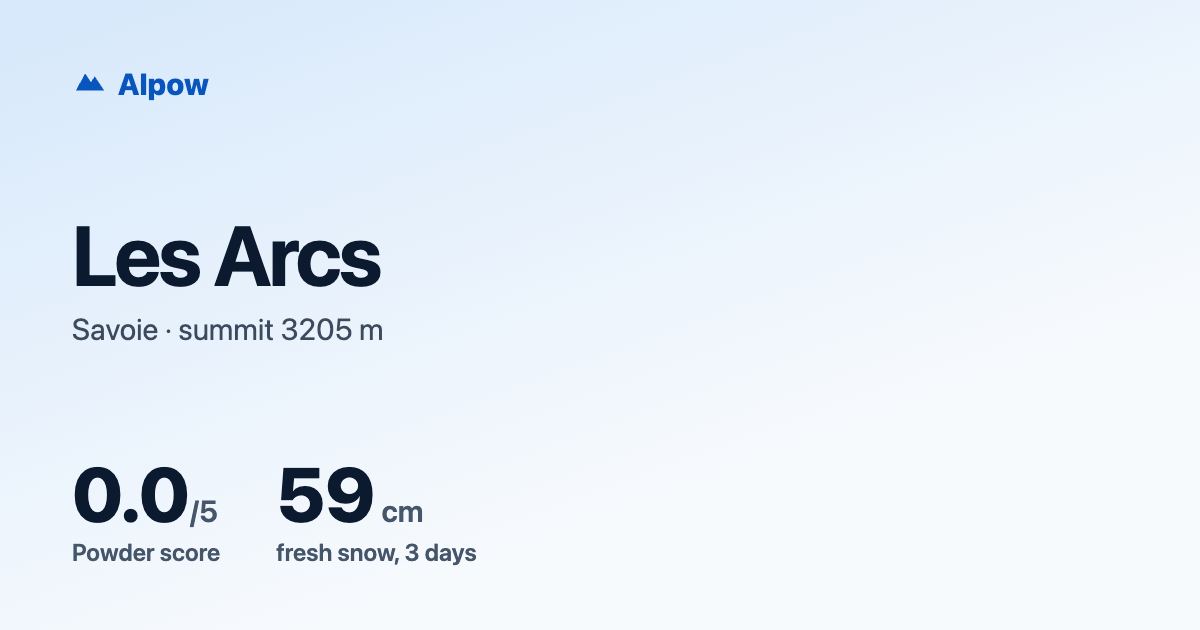 Alpow
Les Arcs
Savoie · summit 3205 m
0.0/5 59 cm
Powder score fresh snow, 3 days